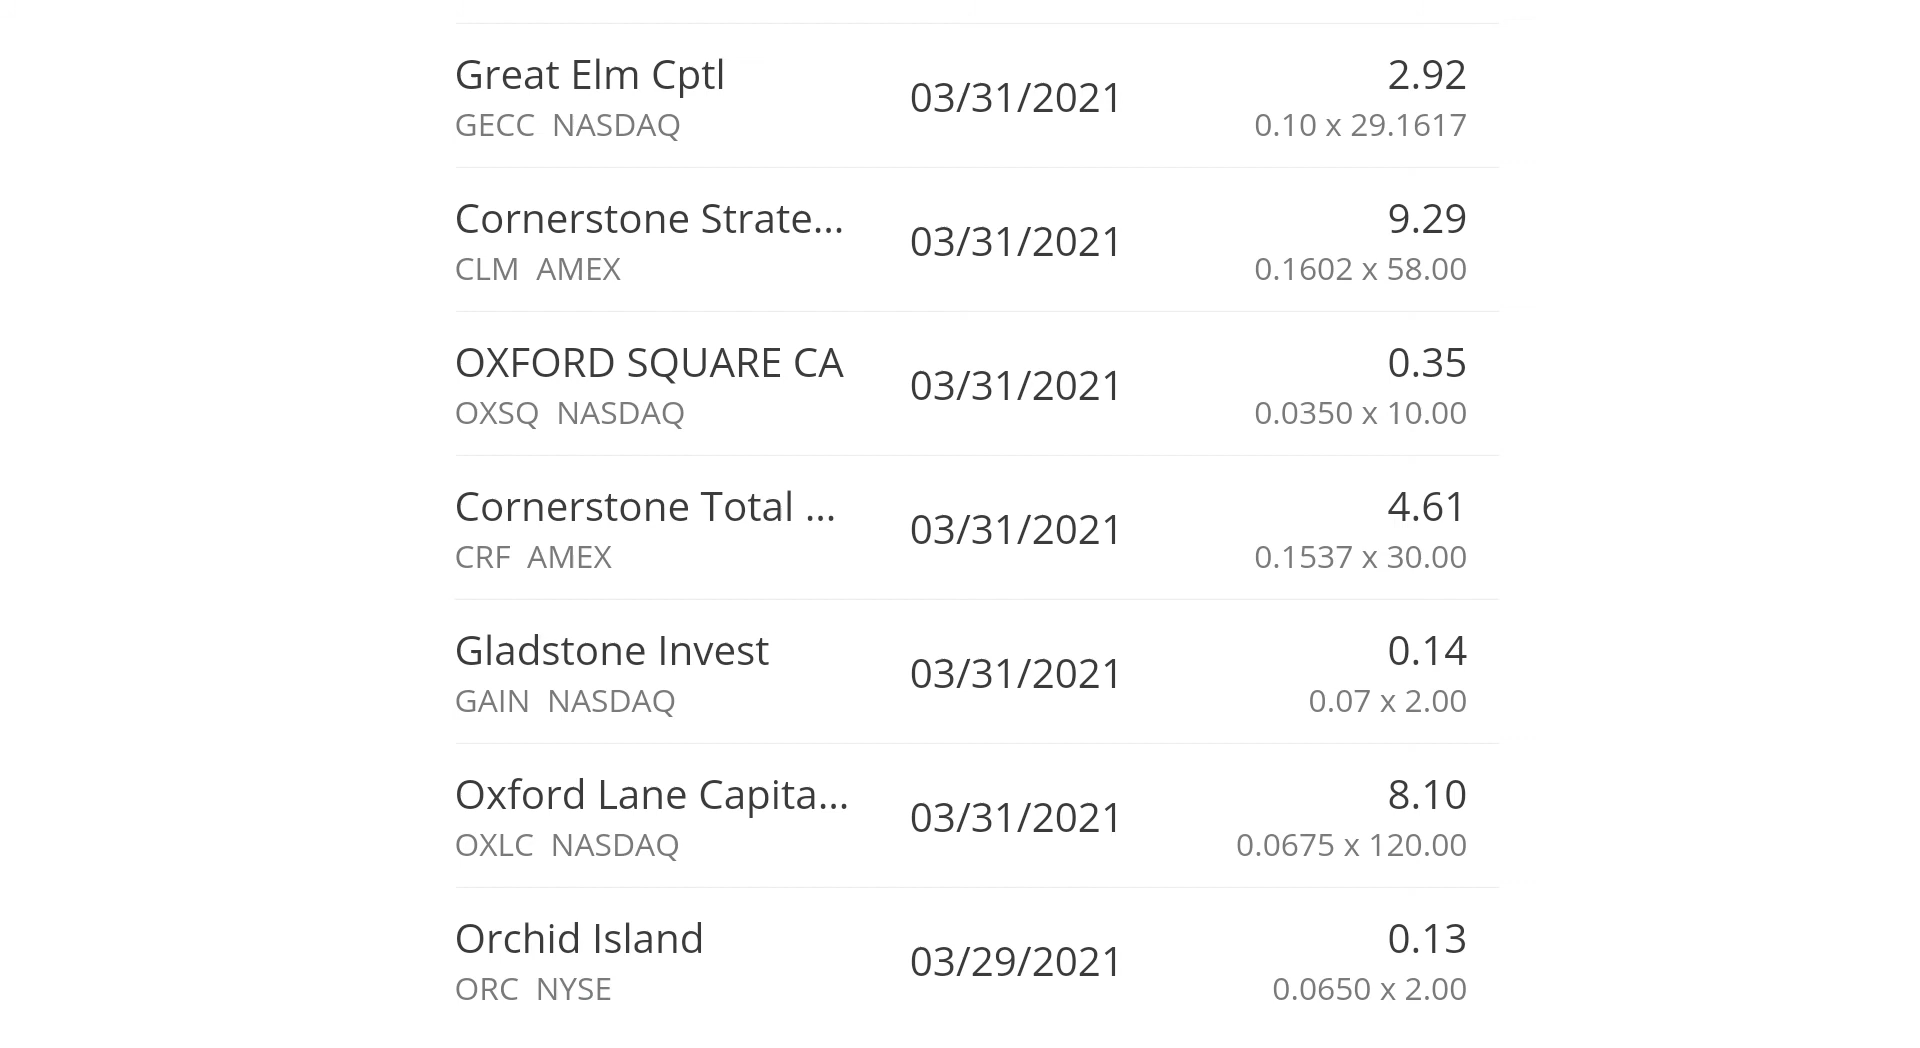 Great Elm Cptl
GECC NASDAQ
03/31/2021
2.92
0.10 x 29.1617
Cornerstone Strate...
CLM AMEX
03/31/2021
9.29
0.1602 x 58.00
OXFORD SQUARE CA
OXSQ NASDAQ
03/31/2021
0.35
0.0350 x 10.00
Cornerstone Total ...
CRF AMEX
03/31/2021
4.61
0.1537 x 30.00
Gladstone Invest
GAIN NASDAQ
03/31/2021
0.14
0.07 x 2.00
Oxford Lane Capita...
OXLC NASDAQ
03/31/2021
8.10
0.0675 x 120.00
Orchid Island
ORC NYSE
03/29/2021
0.13
0.0650 x 2.00